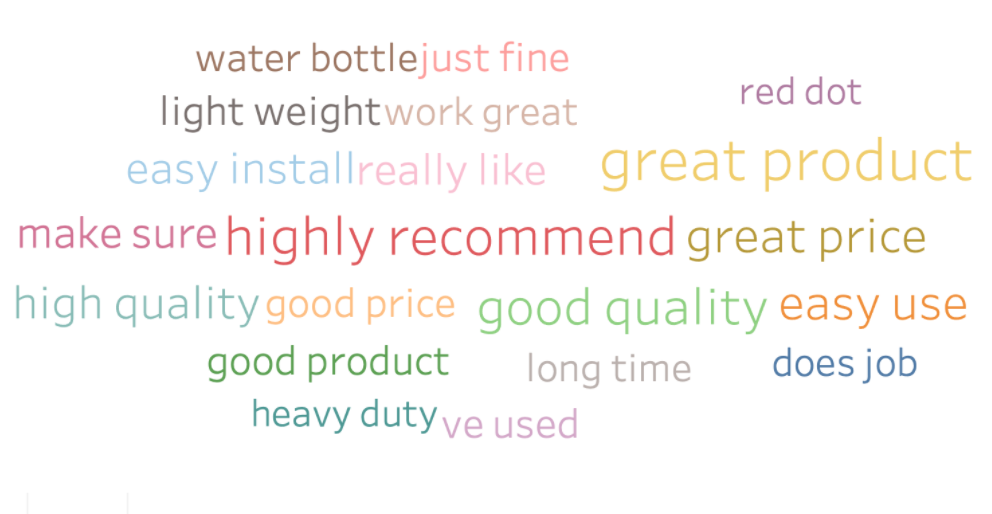 water bottle just fine
red dot
light weight work great
easy install really like great product
make sure highly recommend great price
high quality good price good quality easy use
good product long time does job
heavy duty ve used